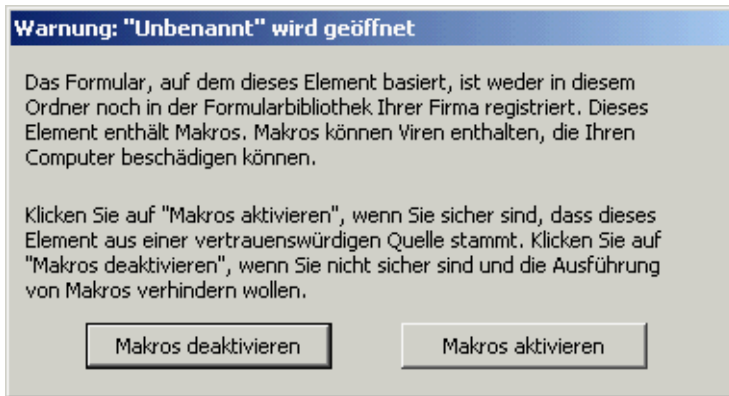 Warnung: "Unbenannt" wird geöffnet
Das Formular, auf dem dieses Element basiert, ist weder in diesem
Ordner noch in der Formularbibliothek Ihrer Firma registriert. Dieses
Element enthält Makros. Makros können Viren enthalten, die Ihren
Computer beschädigen können.
Klicken Sie auf "Makros aktivieren", wenn Sie sicher sind, dass dieses
Element aus einer vertrauenswürdigen Quelle stammt. Klicken Sie auf
"Makros deaktivieren", wenn Sie nicht sicher sind und die Ausführung
von Makros verhindern wollen.
Makros deaktivieren
Makros aktivieren